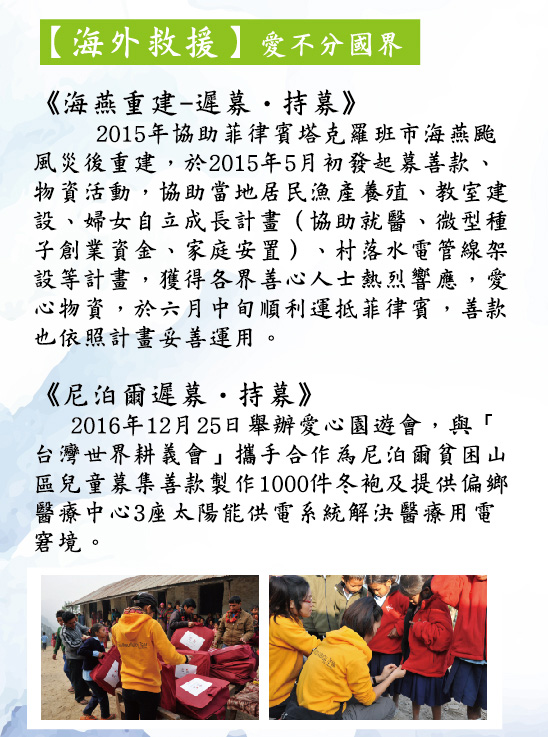 【海外救援】愛不分國界
《海燕重建-遲募·持募》
2015年協助菲律賓塔克羅班市海燕颱
風災後重建，於2015年5月初發起募善款、
物資活動，協助當地居民漁產養殖、教室建
設、婦女自立成長計畫（協助就醫、微型種
子創業資金、家庭安置）、村落水電管線架
設等計畫，獲得各界善心人士熱烈響應，愛
心物資，於六月中旬順利運抵菲律賓，善款
也依照計畫妥善運用。
《尼泊爾遲募·持募》
2016年12月25日舉辦愛心園遊會，與「
台灣世界耕義會」攜手合作為尼泊爾貧困山
區兒童募集善款製作1000件冬袍及提供偏鄉
醫療中心3座太陽能供電系統解決醫療用電
窘境。